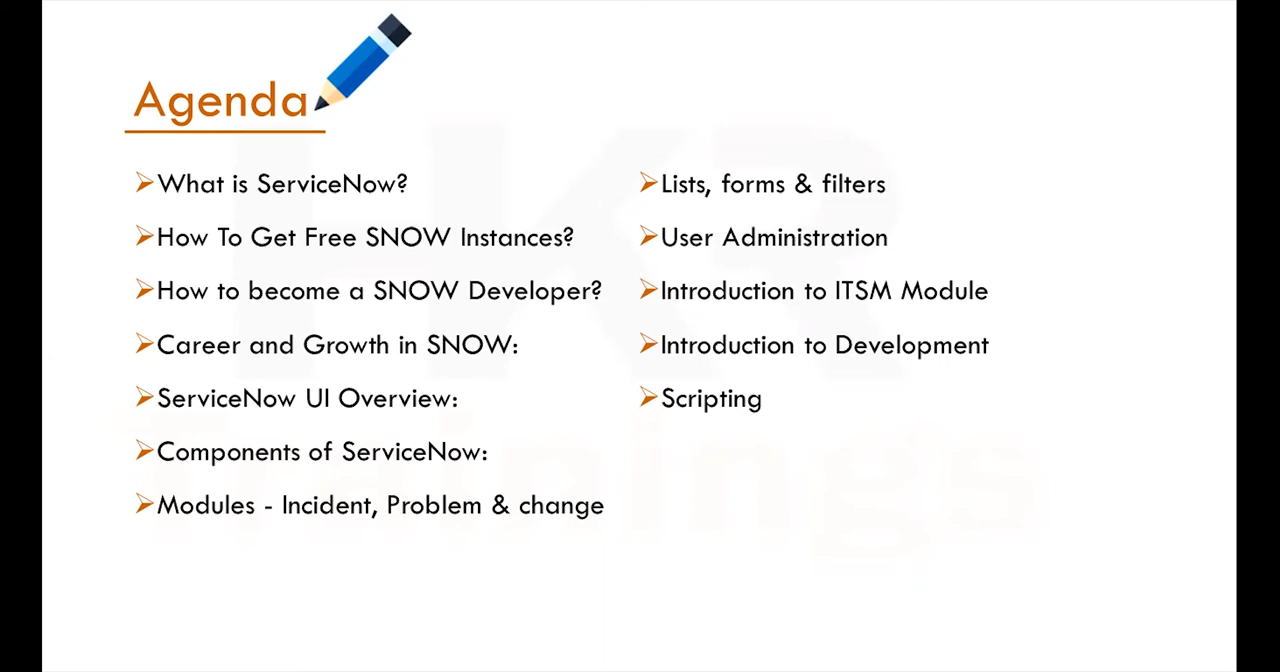 Agenda
What is ServiceNow?
How To Get Free SNOW Instances?
How to become a SNOW Developer?
Career and Growth in SNOW:
ServiceNow UI Overview:
Components of ServiceNow:
Modules - Incident, Problem & change
Lists, forms & filters
User Administration
Introduction to ITSM Module
Introduction to Development
Scripting
HKR
Trainings